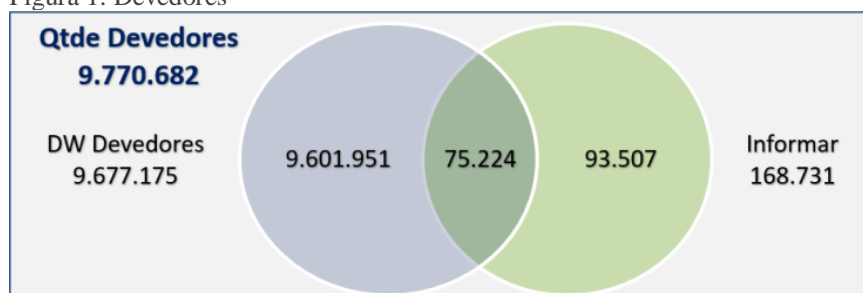 Figura 1: Devedores
Qtde Devedores
9.770.682
DW Devedores
9.677.175
9.601.951
75.224
93.507
Informar
168.731